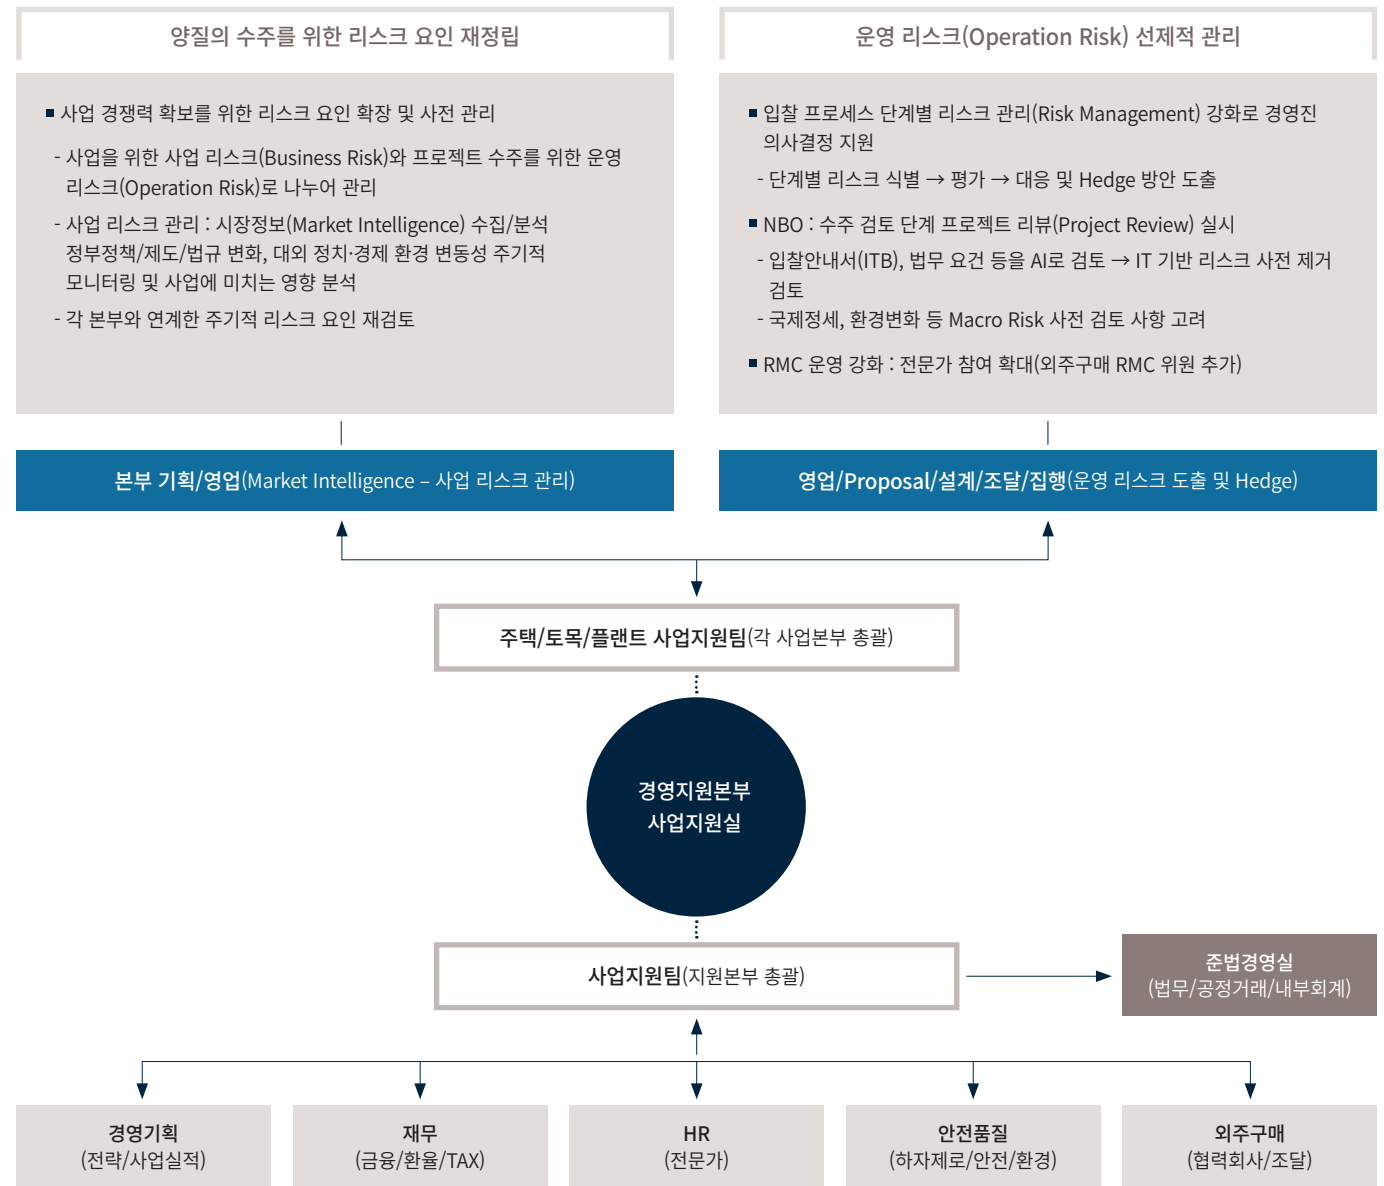 양질의 수주를 위한 리스크 요인 재정립
■ 사업 경쟁력 확보를 위한 리스크 요인 확장 및 사전 관리
- 사업을 위한 사업 리스크(Business Risk)와 프로젝트 수주를 위한 운영
리스크(Operation Risk)로 나누어 관리
- 사업 리스크 관리 : 시장정보(Market Intelligence) 수집/분석
정부정책/제도/법규 변화, 대외 정치·경제 환경 변동성 주기적
모니터링 및 사업에 미치는 영향 분석
- 각 본부와 연계한 주기적 리스크 요인 재검토
본부 기획/영업(Market Intelligence – 사업 리스크 관리)
운영 리스크(Operation Risk) 선제적 관리
■ 입찰 프로세스 단계별 리스크 관리(Risk Management) 강화로 경영진
의사결정 지원
- 단계별 리스크 식별 → 평가 → 대응 및 Hedge 방안 도출
■ NBO : 수주 검토 단계 프로젝트 리뷰(Project Review) 실시
- 입찰안내서(ITB), 법무 요건 등을 AI로 검토 → IT 기반 리스크 사전 제거
검토
- 국제정세, 환경변화 등 Macro Risk 사전 검토 사항 고려
■ RMC 운영 강화 : 전문가 참여 확대(외주구매 RMC 위원 추가)
영업/Proposal/설계/조달/집행(운영 리스크 도출 및 Hedge)
주택/토목/플랜트 사업지원팀(각 사업본부 총괄)
경영지원본부
사업지원실
사업지원팀(지원본부 총괄)
준법경영실
(법무/공정거래/내부회계)
경영기획
(전략/사업실적)
재무
(금융/환율/TAX)
HR
(전문가)
안전품질
(하자제로/안전/환경)
외주구매
(협력회사/조달)